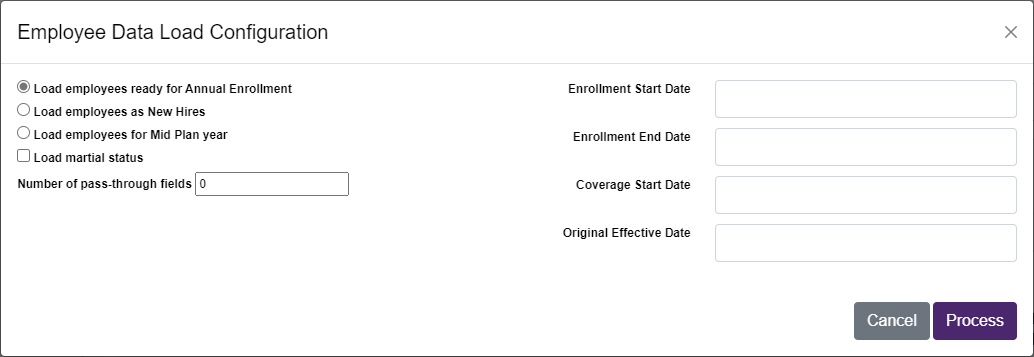 Employee Data Load Configuration
Load employees ready for Annual Enrollment
Load employees as New Hires
Load employees for Mid Plan year
Load martial status
Number of pass-through fields 0
Enrollment Start Date
Enrollment End Date
Coverage Start Date
Original Effective Date
Cancel Process